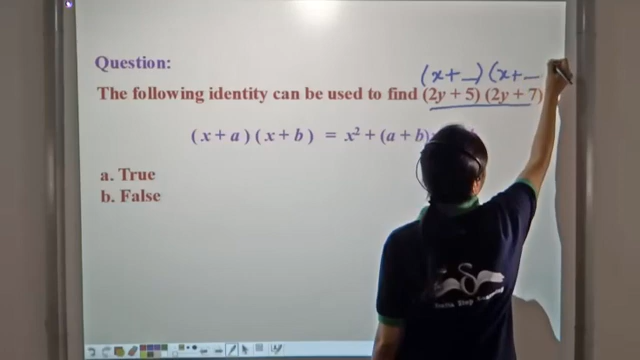 Question:
(x + _) (x + _
The following identity can be used to find (2y + 5) (2y + 7)
(x + a) (x + b) = x² + (a + b)
a. True
b. False